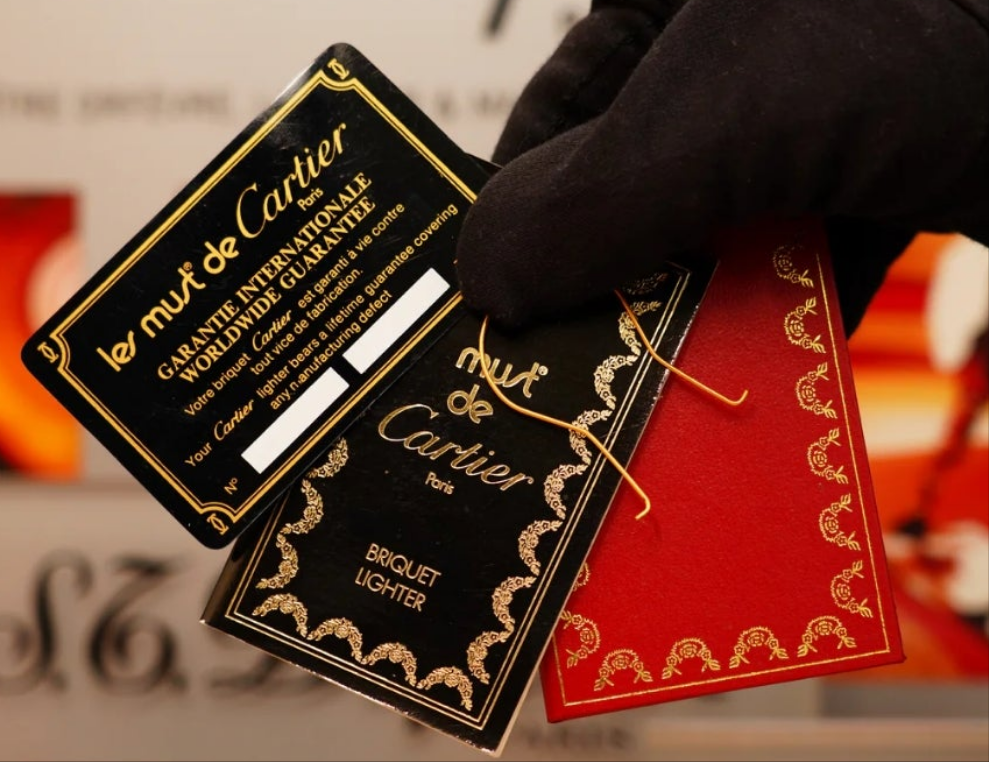 les must® de Cartier
Paris
GARANTIE INTERNATIONALE
WORLDWIDE GUARANTEE
Votre briquet Cartier est garanti à vie contre
tout vice de fabrication.
Your Cartier lighter bears a lifetime guarantee covering
any manufacturing defect
N°
must®
de
Cartier
Paris
BRIQUET
LIGHTER